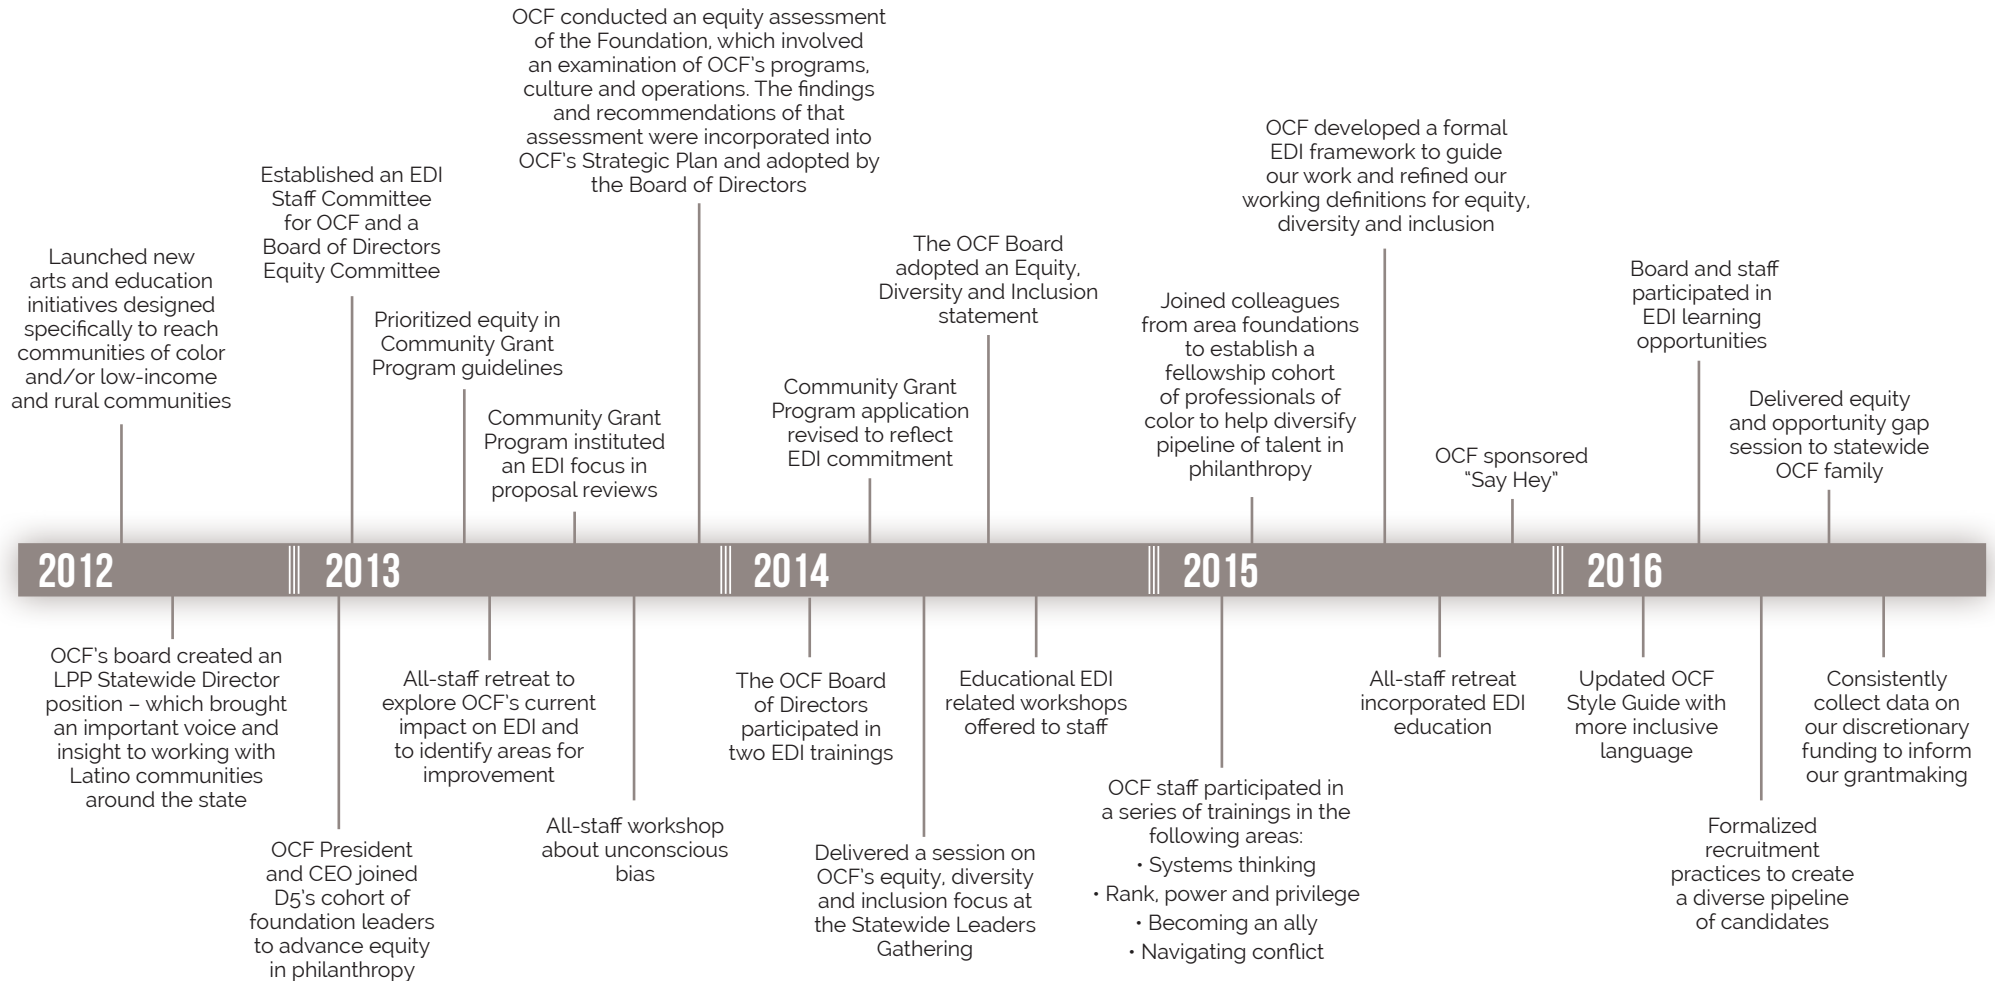 OCF conducted an equity assessment
of the Foundation, which involved
an examination of OCF's programs,
culture and operations. The findings
and recommendations of that
assessment were incorporated into
OCF's Strategic Plan and adopted by
the Board of Directors
Launched new
arts and education
initiatives designed
specifically to reach
communities of color
and/or low-income
and rural communities
Established an EDI
Staff Committee
for OCF and a
Board of Directors
Equity Committee
Prioritized equity in
Community Grant
Program guidelines
Community Grant
Program instituted
an EDI focus in
proposal reviews
Community Grant
Program application
revised to reflect
EDI commitment
The OCF Board
adopted an Equity,
Diversity and Inclusion
statement
Joined colleagues
from area foundations
to establish a
fellowship cohort
of professionals of
color to help diversify
pipeline of talent in
philanthropy
OCF developed a formal
EDI framework to guide
our work and refined our
working definitions for equity,
diversity and inclusion
OCF sponsored
“Say Hey”
Board and staff
participated in
EDI learning
opportunities
Delivered equity
and opportunity gap
session to statewide
OCF family
2012
2013
2014
2015
2016
OCF's board created an
LPP Statewide Director
position – which brought
an important voice and
insight to working with
Latino communities
around the state
OCF President
and CEO joined
D5's cohort of
foundation leaders
to advance equity
in philanthropy
All-staff retreat to
explore OCF's current
impact on EDI and
to identify areas for
improvement
All-staff workshop
about unconscious
bias
The OCF Board
of Directors
participated in
two EDI trainings
Delivered a session on
OCF's equity, diversity
and inclusion focus at
the Statewide Leaders
Gathering
Educational EDI
related workshops
offered to staff
OCF staff participated in
a series of trainings in the
following areas:
• Systems thinking
• Rank, power and privilege
• Becoming an ally
• Navigating conflict
All-staff retreat
incorporated EDI
education
Updated OCF
Style Guide with
more inclusive
language
Formalized
recruitment
practices to create
a diverse pipeline
of candidates
Consistently
collect data on
our discretionary
funding to inform
our grantmaking